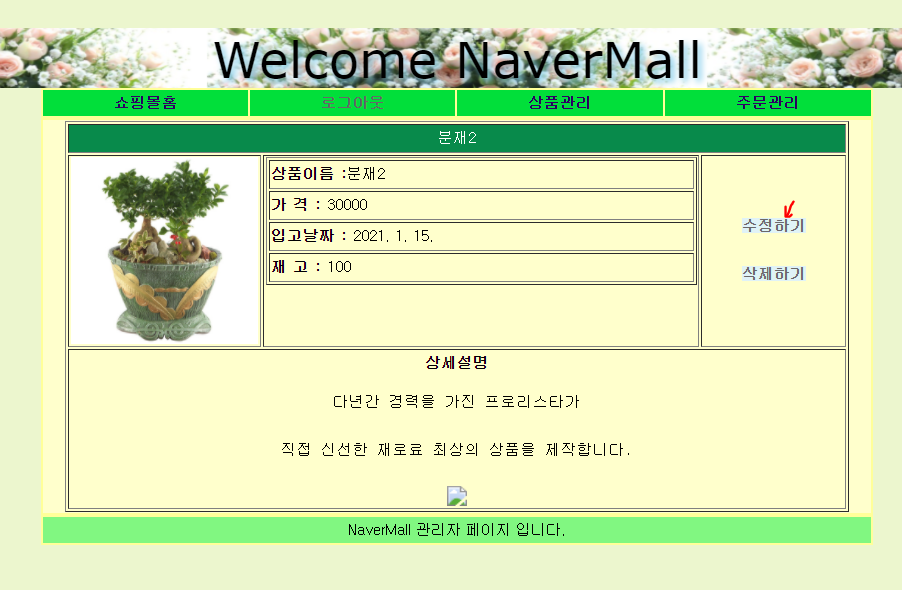 Welcome NaverMall
쇼핑몰홈 로그아웃 상품관리 주문관리
분재2
상품이름 :분재2
가 격 : 30000
입고날짜 : 2021. 1. 15.
재 고 : 100
수정하기
삭제하기
상세설명
다년간 경력을 가진 프로리스타가
직접 신선한 재로료 최상의 상품을 제작합니다.
NaverMall 관리자 페이지 입니다.